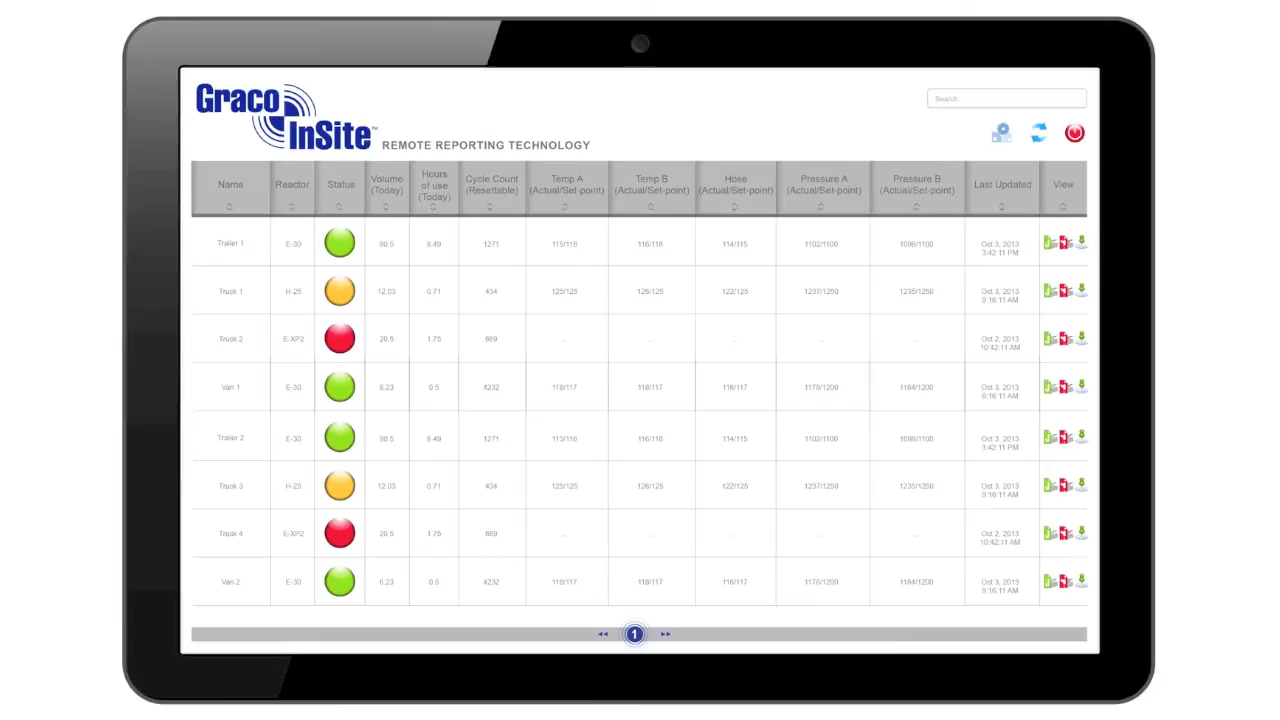 Graco
InSite™
REMOTE REPORTING TECHNOLOGY
Search...
Name Reactor Status Volume (Today) Hours of use (Today) Cycle Count (Resettable) Temp A (Actual/Set-point) Temp B (Actual/Set-point) Hose (Actual/Set-point) Pressure A (Actual/Set-point) Pressure B (Actual/Set-point) Last Updated View
Trailer 1 E-30 90.5 8.49 1271 115/116 116/118 114/115 1102/1100 1096/1100 Oct 3, 2013 3:42:11 PM
Truck 1 H-25 12.03 0.71 434 125/125 126/125 122/125 1237/1250 1235/1250 Oct 3, 2013 9:16:11 AM
Truck 2 E-XP2 20.5 1.75 669 ... ... ... ... ... Oct 2, 2013 10:42:11 AM
Van 1 E-30 6.23 0.5 4232 118/117 118/117 116/117 1178/1200 1184/1200 Oct 3, 2013 8:16:11 AM
Trailer 2 E-30 90.5 8.49 1271 115/116 116/118 114/115 1102/1100 1096/1100 Oct 3, 2013 3:42:11 PM
Truck 3 H-25 12.03 0.71 434 125/125 126/125 122/125 1237/1250 1235/1250 Oct 3, 2013 9:16:11 AM
Truck 4 E-XP2 20.5 1.75 669 ... ... ... ... ... Oct 2, 2013 10:42:11 AM
Van 2 E-30 6.23 0.5 4232 118/117 118/117 116/117 1178/1200 1184/1200 Oct 3, 2013 8:16:11 AM
1